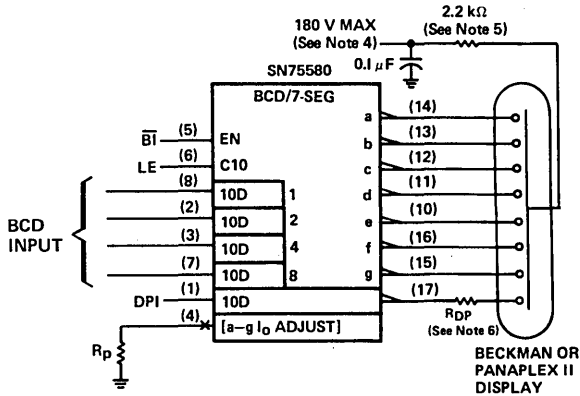 180 V MAX
(See Note 4)
2.2 kΩ
(See Note 5)
0.1 μF
SN75580
BCD/7-SEG
B̅I̅ (5) EN
LE (6) C10
BCD
INPUT
(8) 10D 1
(2) 10D 2
(3) 10D 4
(7) 10D 8
DPI (1) 10D
(4) [a–g IO ADJUST]
Rp
a (14)
b (13)
c (12)
d (11)
e (10)
f (16)
g (15)
(17)
RDP
(See Note 6)
BECKMAN OR
PANAPLEX II
DISPLAY